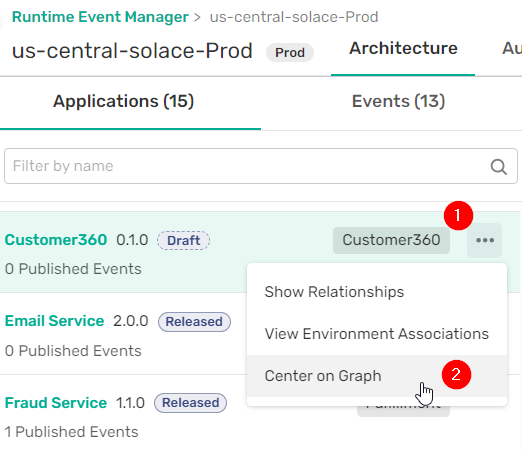 Runtime Event Manager > us-central-solace-Prod
us-central-solace-Prod Prod Architecture Au
Applications (15) Events (13)
Filter by name
1
Customer360 0.1.0 Draft Customer360 •••
0 Published Events
Show Relationships
Email Service 2.0.0 Released
View Environment Associations
0 Published Events
Center on Graph 2
Fraud Service 1.1.0 Released Fulfillment
1 Published Events